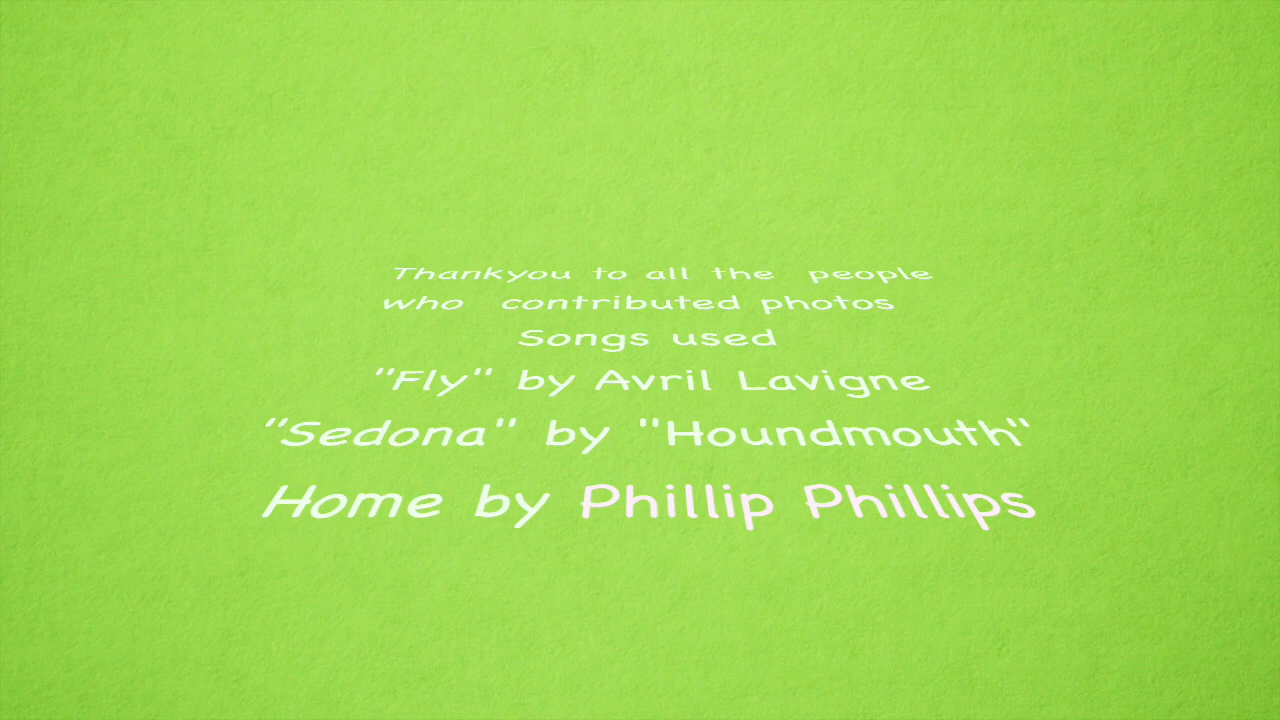 Thankyou to all the people
who contributed photos
Songs used
"Fly" by Avril Lavigne
"Sedona" by "Houndmouth"
Home by Phillip Phillips